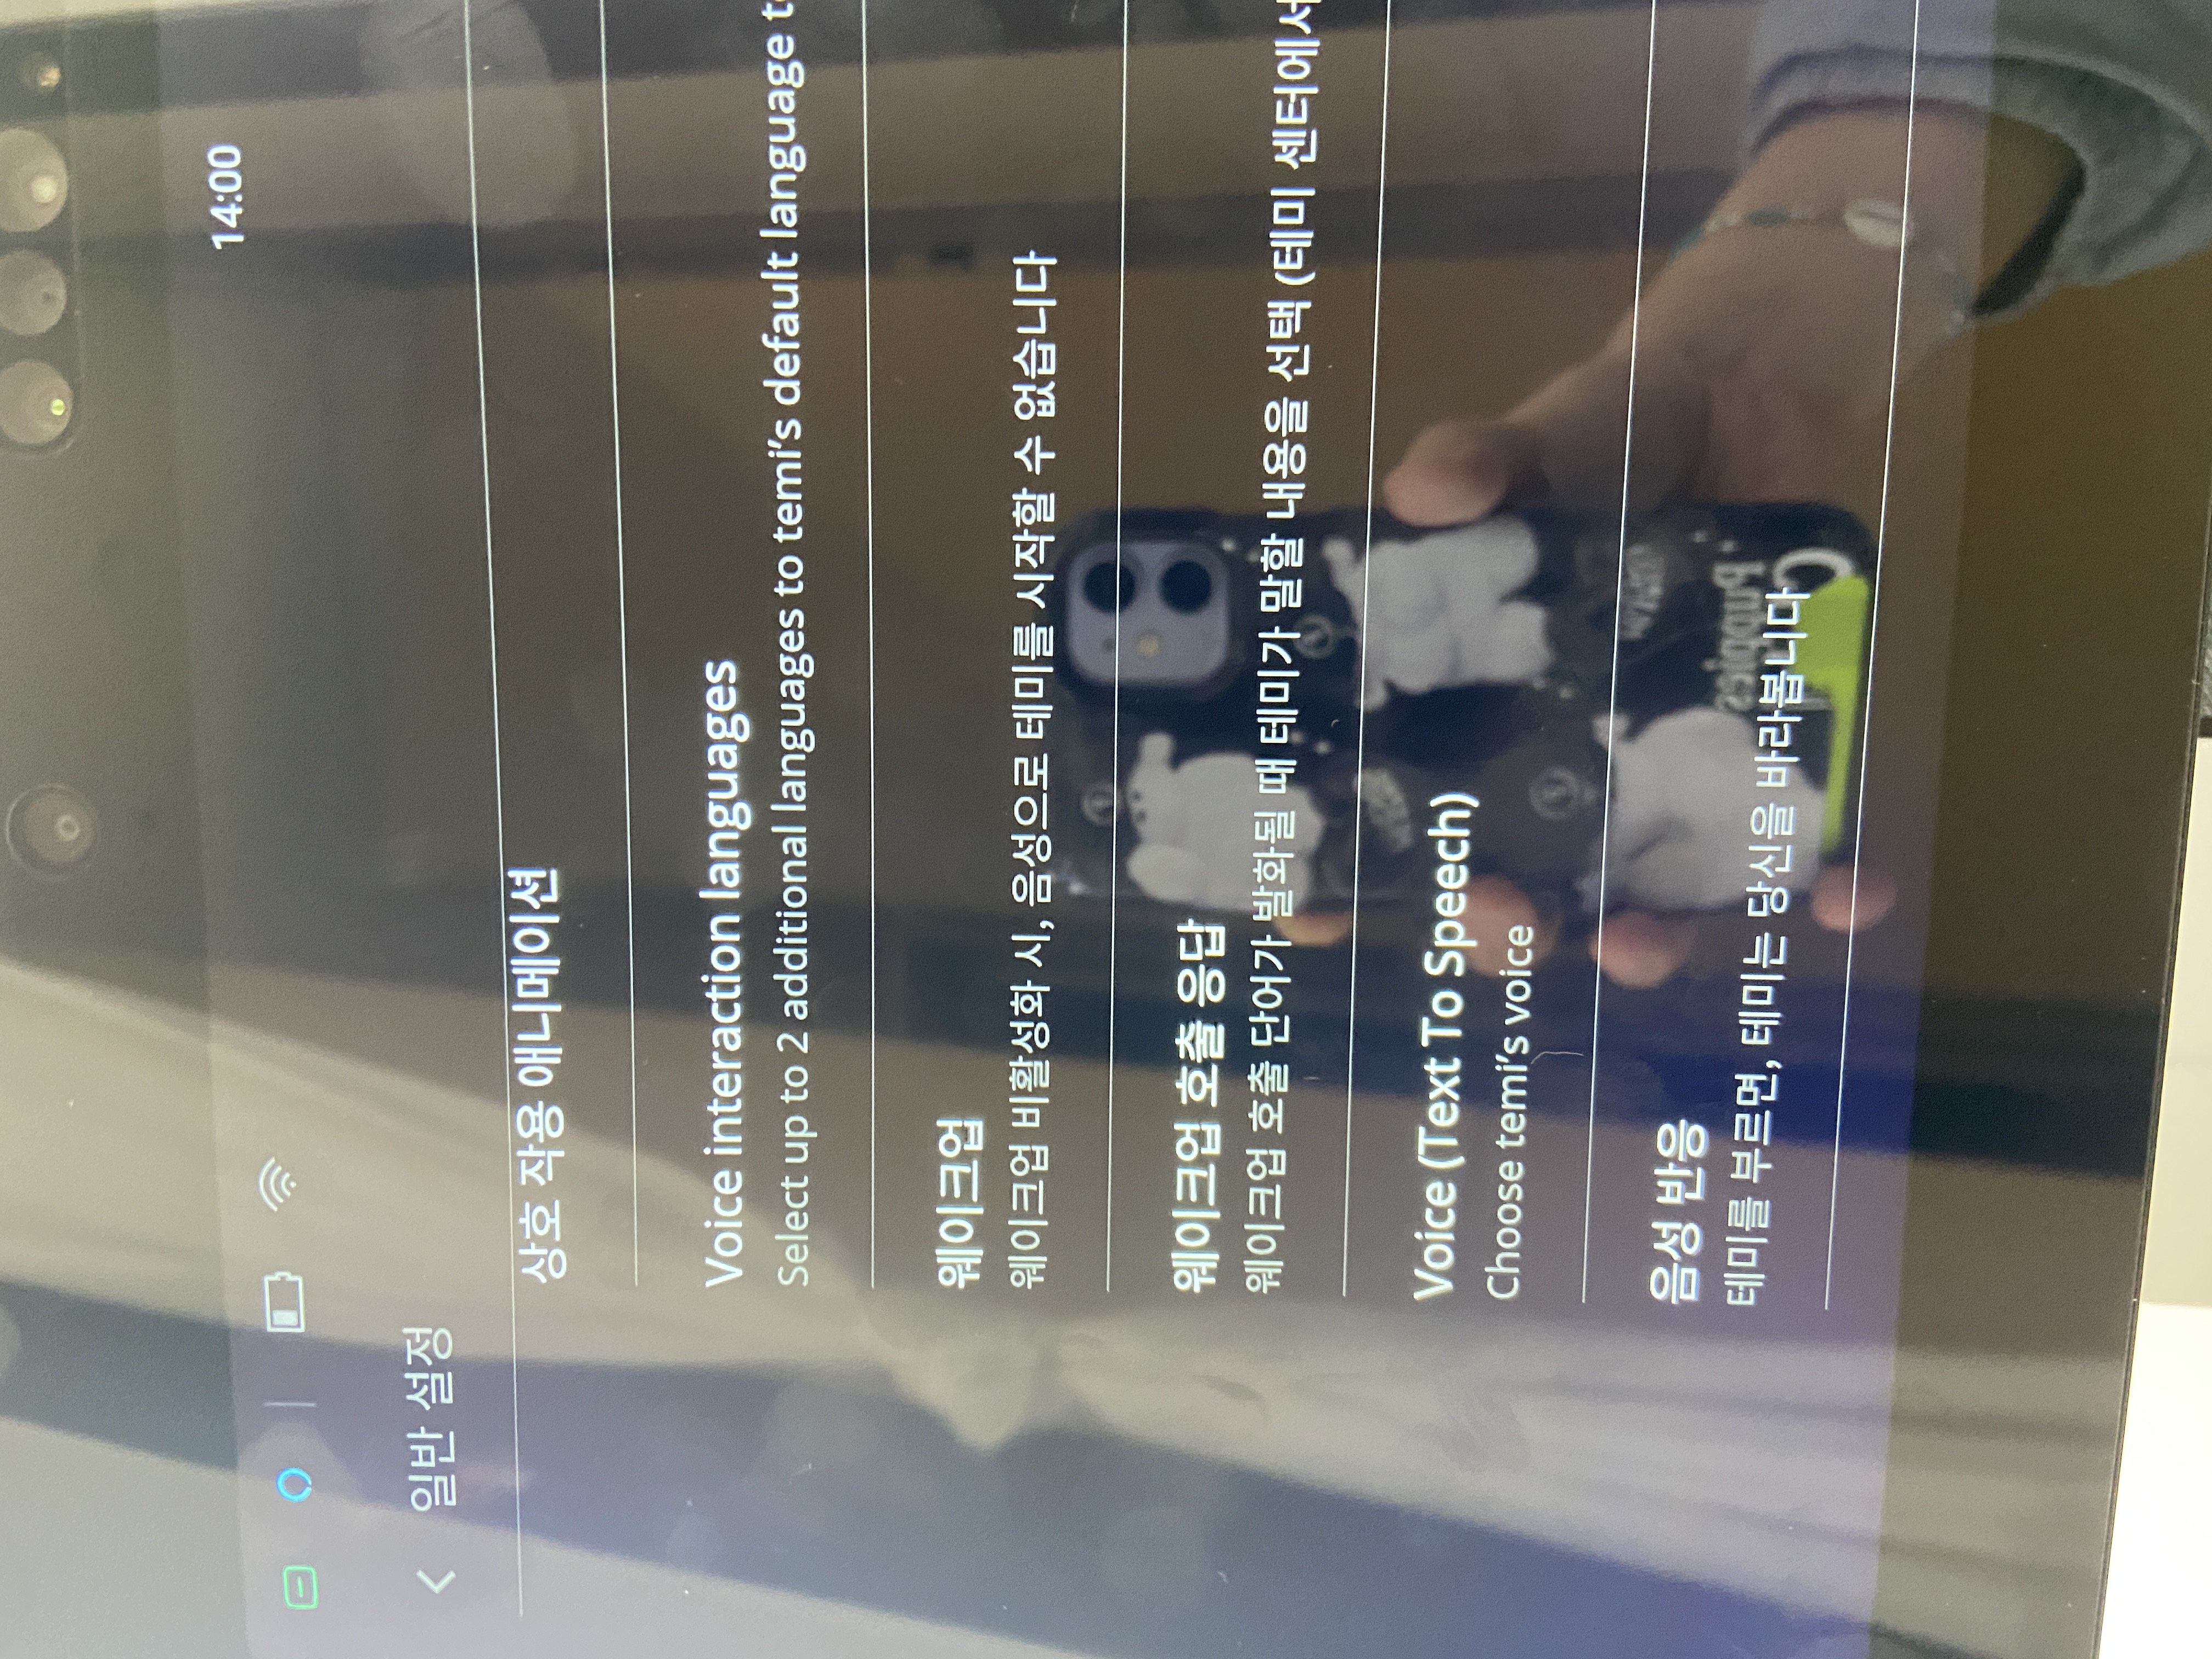 14:00
일반 설정
상호 작용 애니메이션
Voice interaction languages
Select up to 2 additional languages to temi's default language
웨이크업
웨이크업 비활성화 시, 음성으로 테미를 시작할 수 없습니다
웨이크업 호출 응답
웨이크업 호출 단어가 발화될 때 테미가 말할 내용을 선택 (테미 센터에서
Voice (Text To Speech)
Choose temi's voice
음성 반응
테미를 부르면, 테미는 당신을 바라봅니다
Puppies